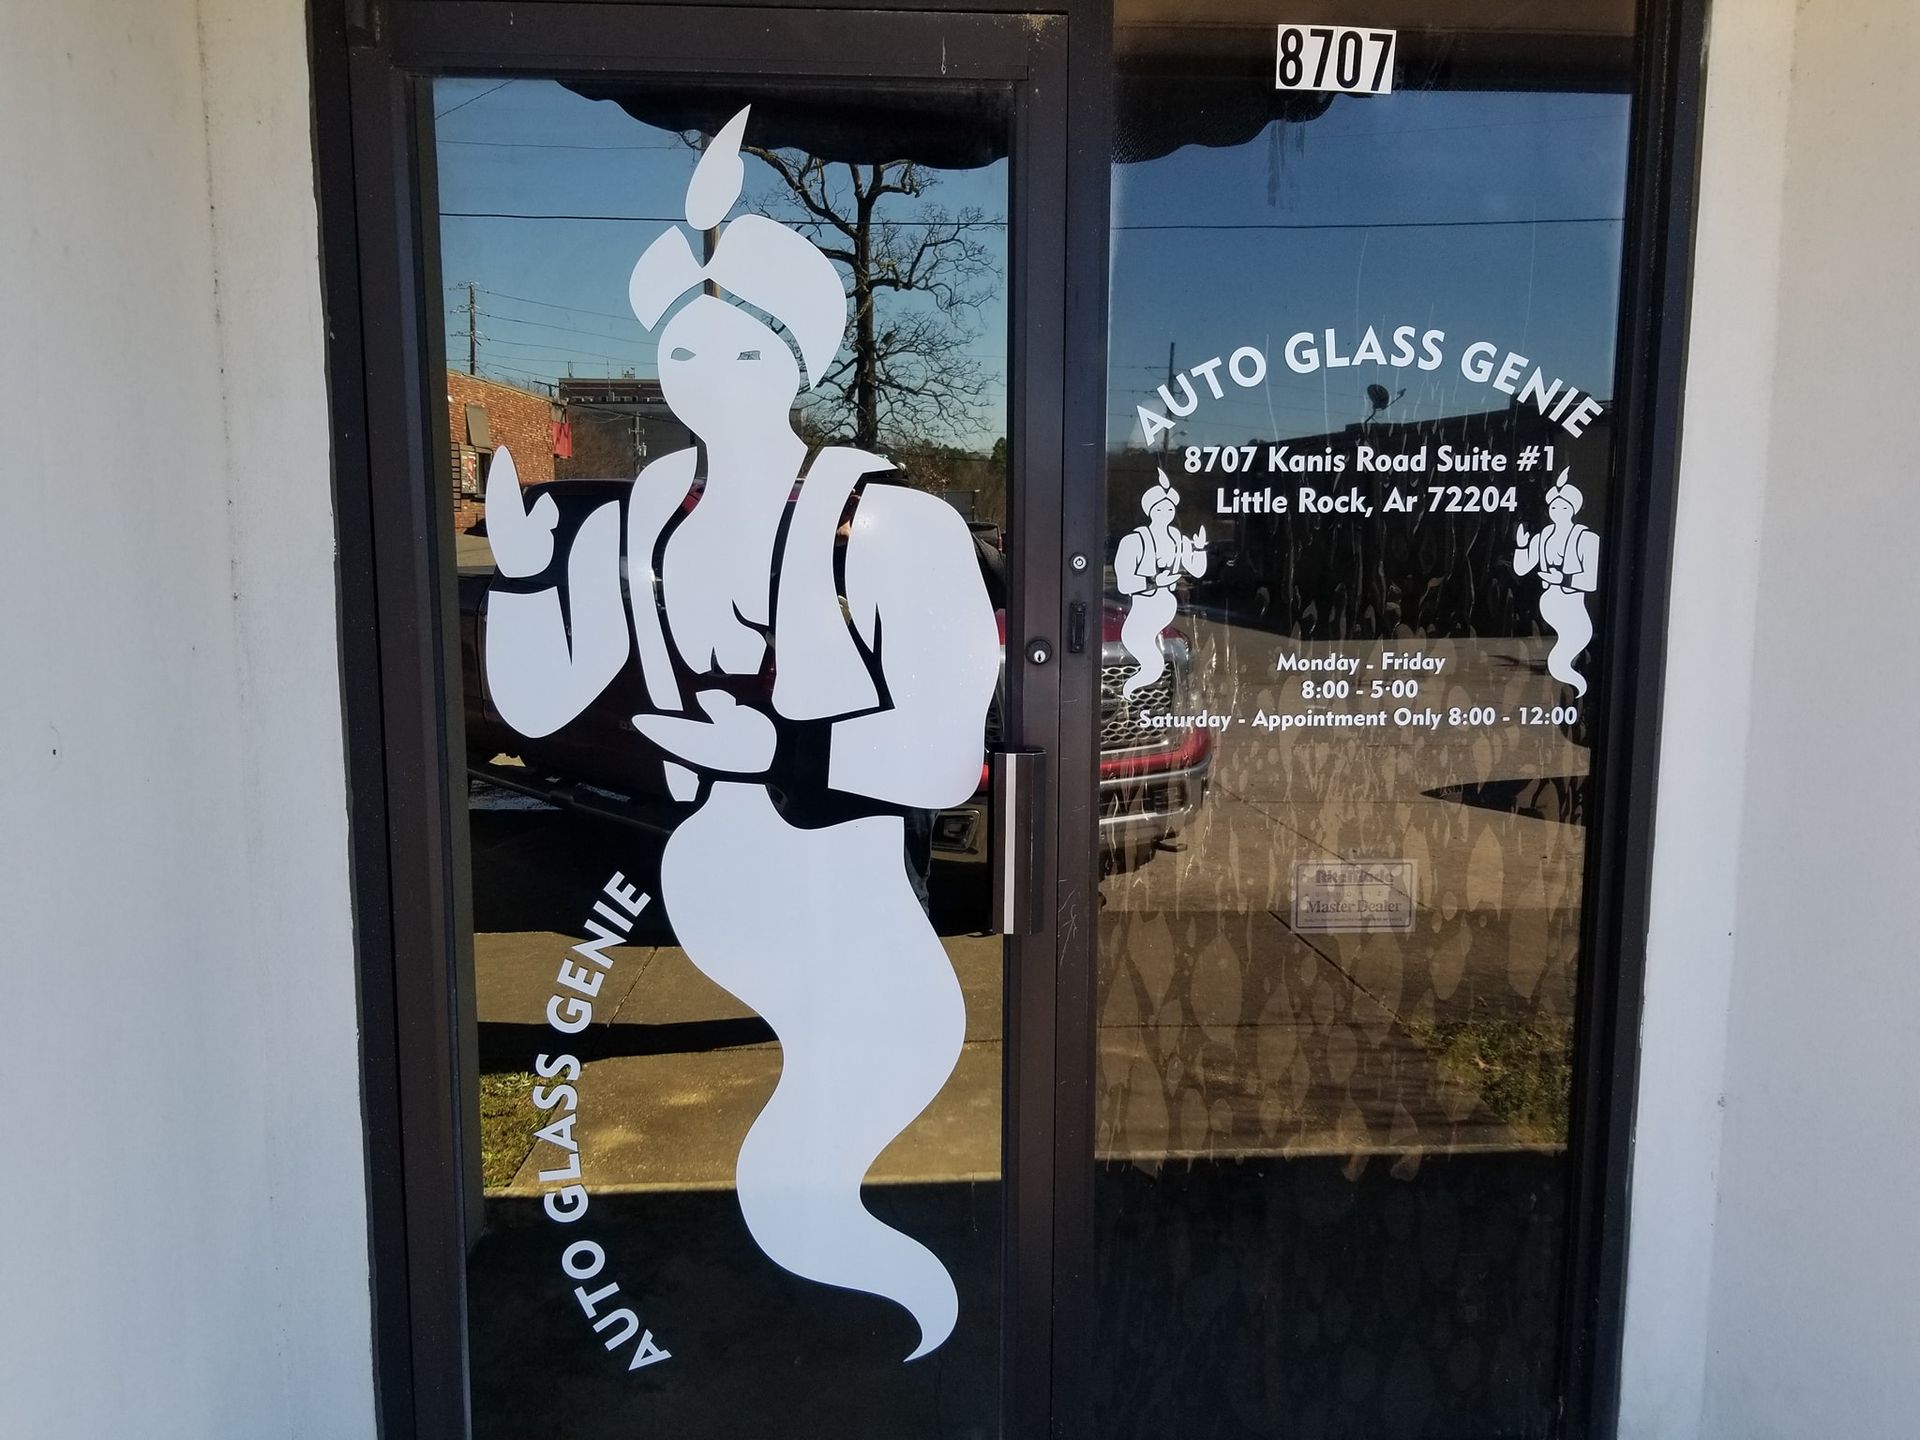 8707
AUTO GLASS GENIE
8707 Kanis Road Suite #1
Little Rock, Ar 72204
Monday - Friday
8:00 - 5:00
Saturday - Appointment Only 8:00 - 12:00
Master Dealer
AUTO GLASS GENIE